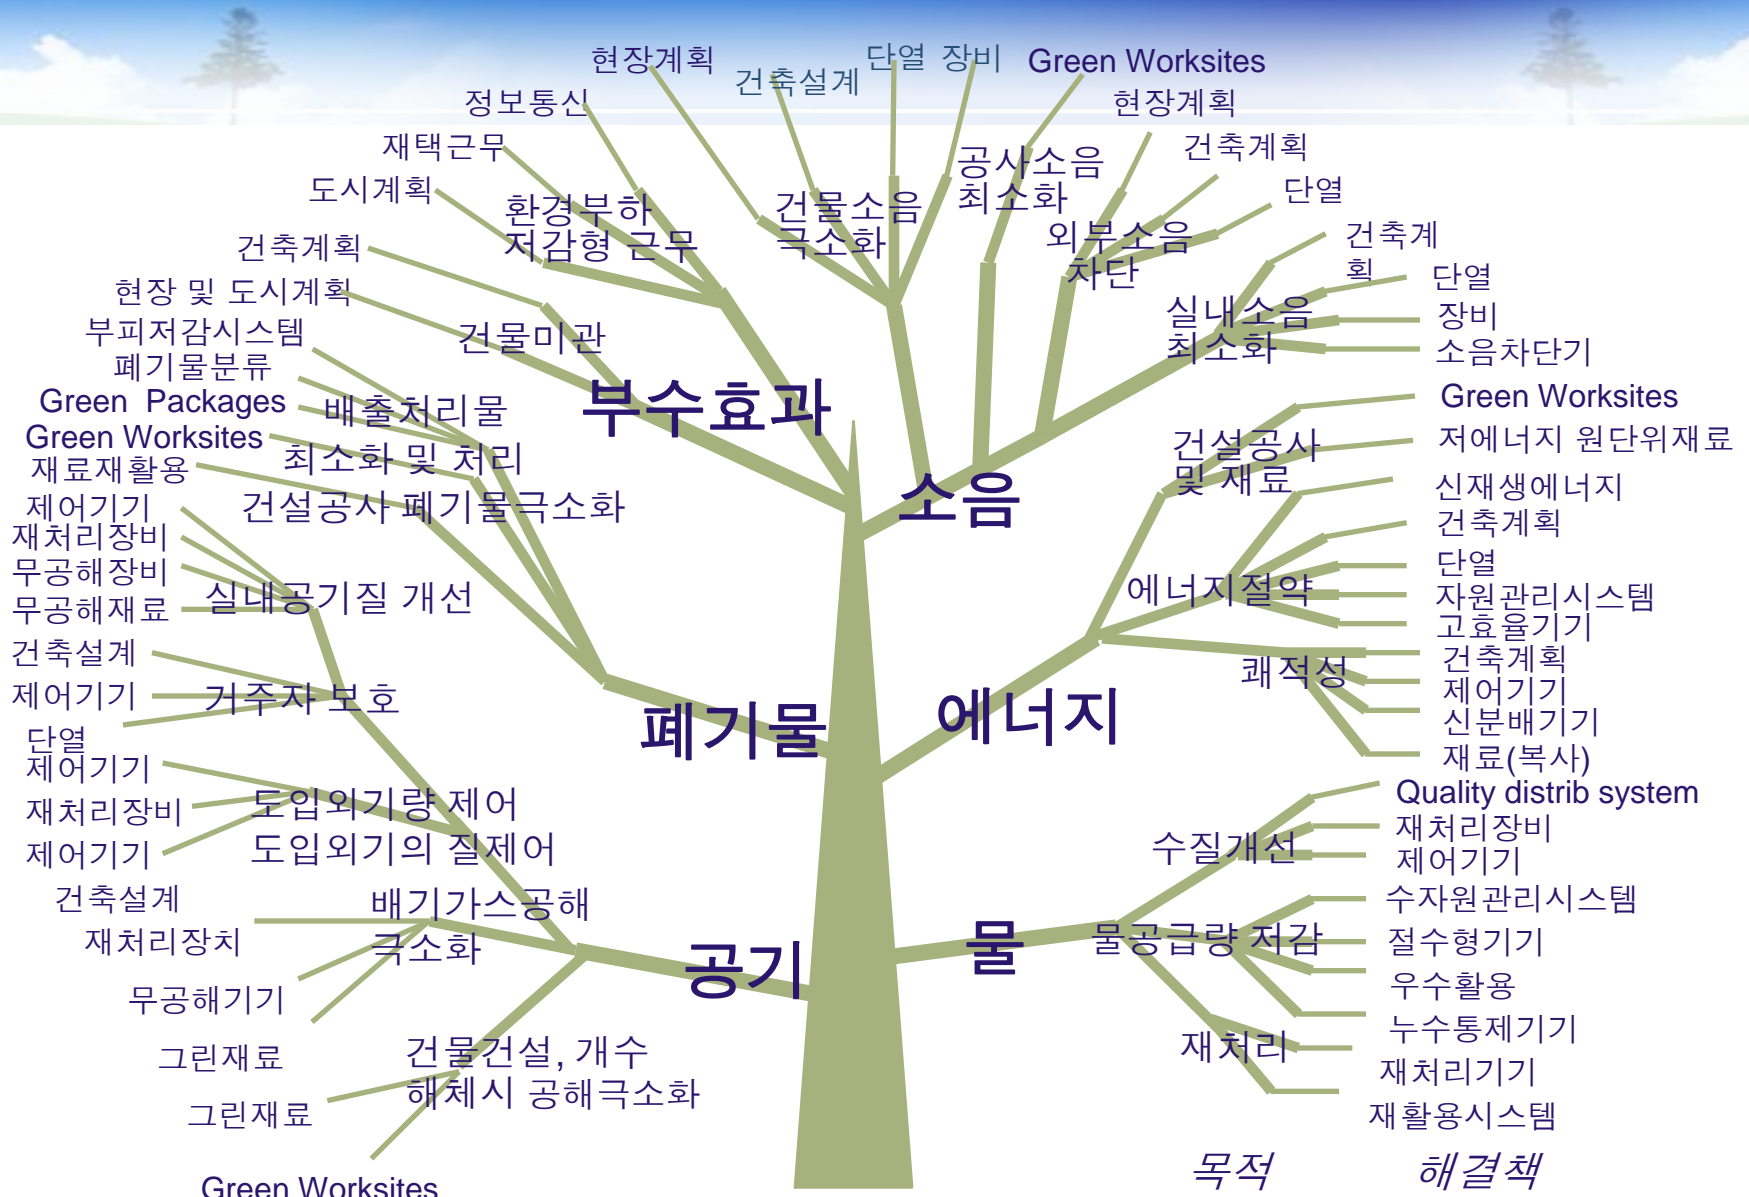 현장계획
건축설계
단열 장비
Green Worksites
정보통신
현장계획
재택근무
건축계획
도시계획
단열
건축계획
현장 및 도시계획
부피저감시스템
폐기물분류
Green Packages
Green Worksites
재료재활용
제어기기
재처리장비
무공해장비
무공해재료
건축설계
제어기기
단열
제어기기
재처리장비
제어기기
건축설계
재처리장치
무공해기기
그린재료
그린재료
Green Worksites
환경부하
저감형 근무
건물미관
부수효과
배출처리물
최소화 및 처리
건설공사 폐기물극소화
실내공기질 개선
거주자 보호
폐기물
도입외기량 제어
도입외기의 질제어
배기가스공해
극소화
공기
건물건설, 개수
해체시 공해극소화
건물소음
극소화
공사소음
최소화
외부소음
차단
실내소음
최소화
소음
건축계
획
단열
장비
소음차단기
건설공사
및 재료
Green Worksites
저에너지 원단위재료
에너지절약
신재생에너지
건축계획
단열
자원관리시스템
고효율기기
쾌적성
건축계획
제어기기
신분배기기
재료(복사)
에너지
수질개선
Quality distrib system
재처리장비
제어기기
물
물공급량 저감
수자원관리시스템
절수형기기
우수활용
누수통제기기
재처리
재처리기기
재활용시스템
목적
해결책